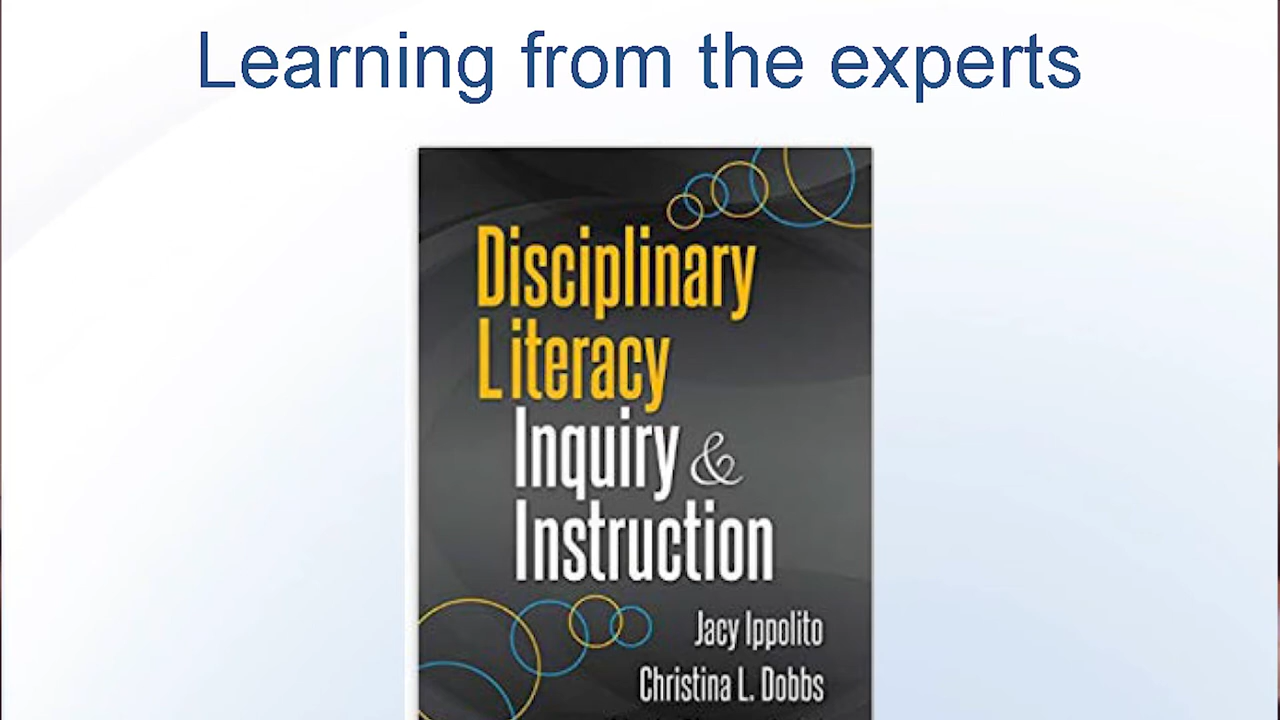 Learning from the experts
Disciplinary
Literacy
Inquiry &
Instruction
Jacy Ippolito
Christina L. Dobbs